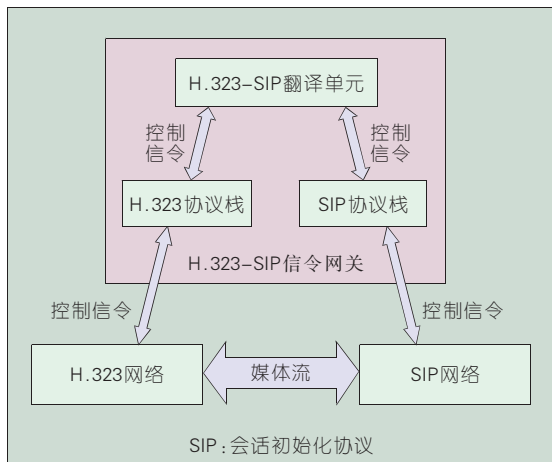 H.323-SIP翻译单元
控制
信令
控制
信令
H.323协议栈
SIP协议栈
H.323-SIP信令网关
控制信令
控制信令
H.323网络
媒体流
SIP网络
SIP:会话初始化协议